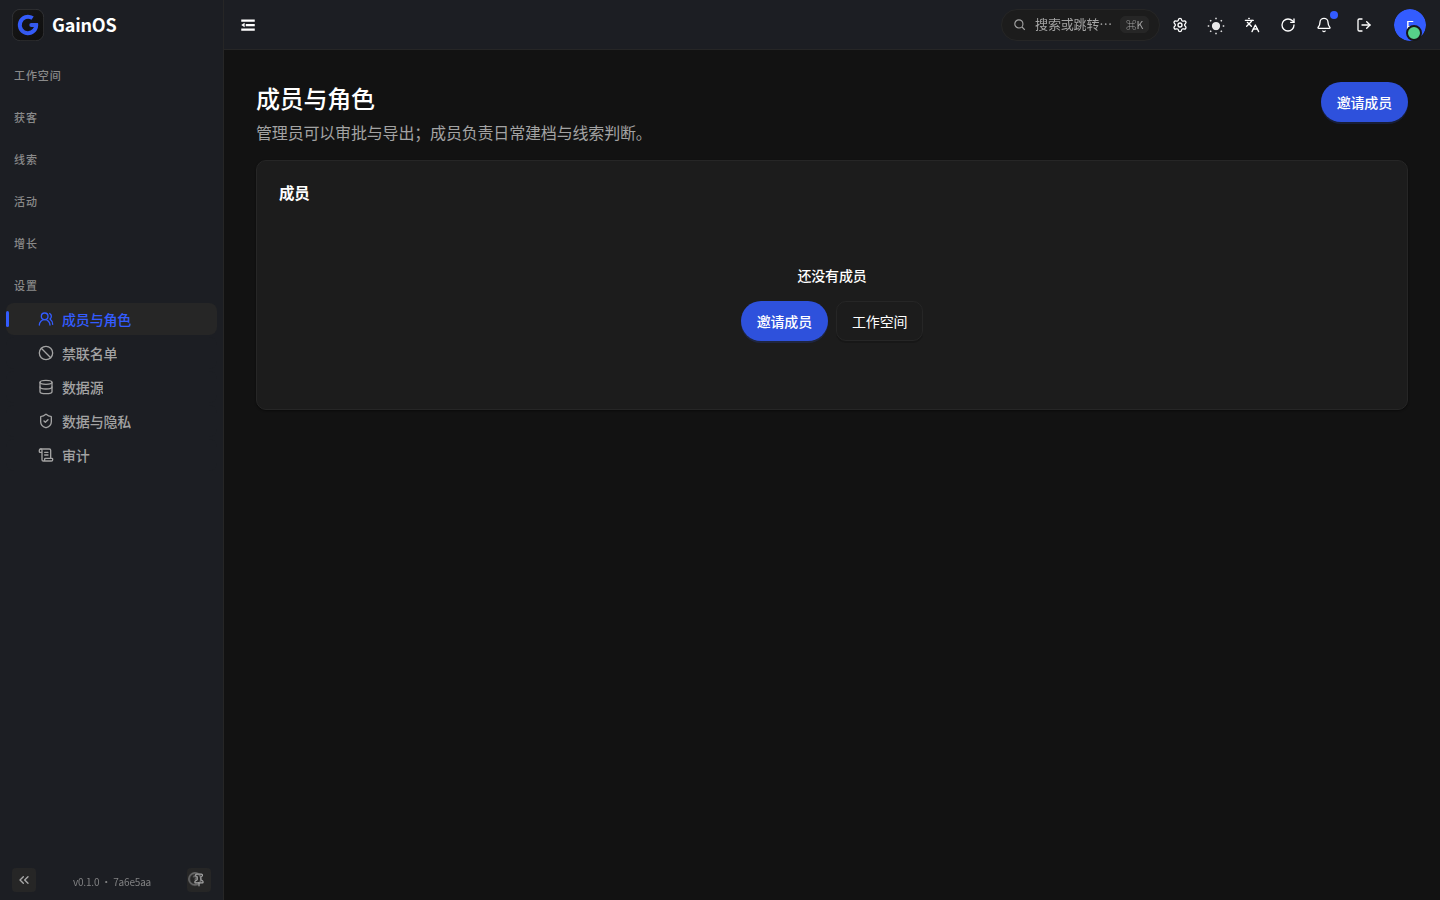 GainOS
搜索或跳转…
⌘K
工作空间
获客
线索
活动
增长
设置
成员与角色
禁联名单
数据源
数据与隐私
审计
v0.1.0 · 7a6e5aa
成员与角色
邀请成员
管理员可以审批与导出；成员负责日常建档与线索判断。
成员
还没有成员
邀请成员
工作空间